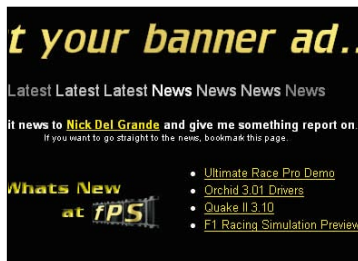 t your banner ad..
Latest Latest Latest News News News News
it news to Nick Del Grande and give me something report on.
If you want to go straight to the news, bookmark this page.
Whats New
at fPS
Ultimate Race Pro Demo
Orchid 3.01 Drivers
Quake II 3.10
F1 Racing Simulation Preview